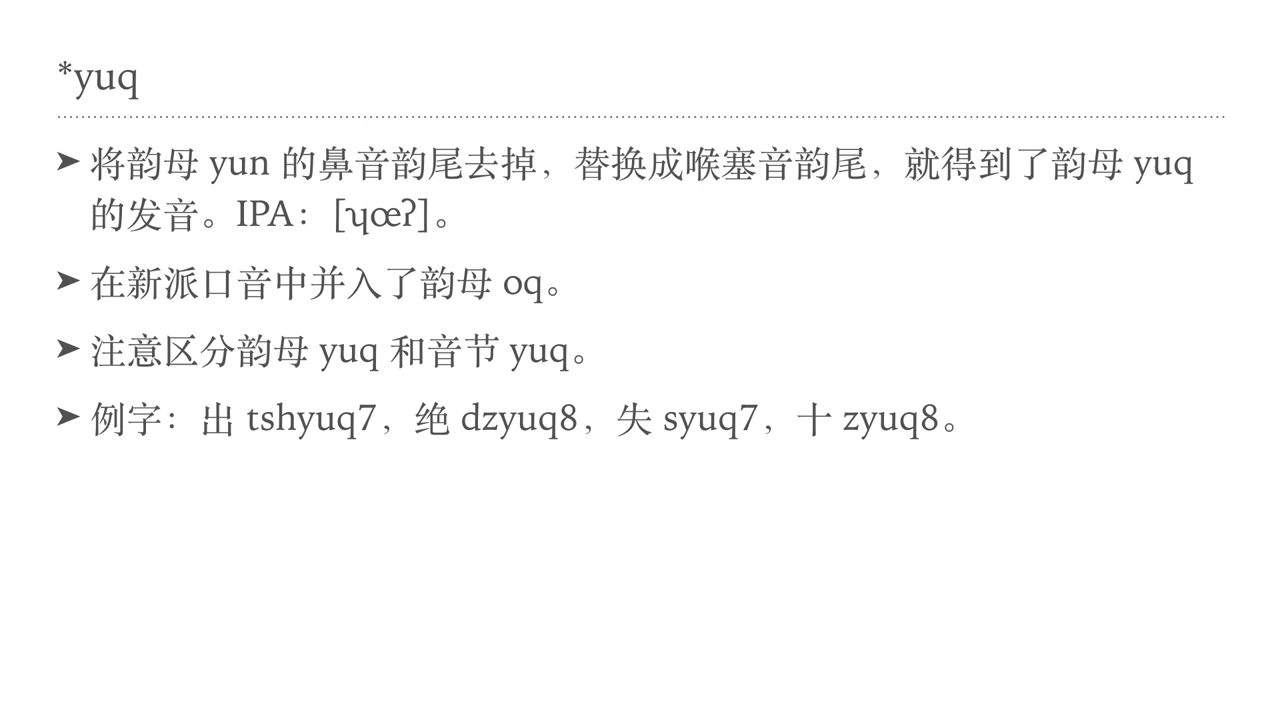 *yuq
➤ 将韵母 yun 的鼻音韵尾去掉，替换成喉塞音韵尾，就得到了韵母 yuq
的发音。IPA：[ʮœʔ]。
➤ 在新派口音中并入了韵母 oq。
➤ 注意区分韵母 yuq 和音节 yuq。
➤ 例字：出 tshyuq7，绝 dzyuq8，失 syuq7，十 zyuq8。